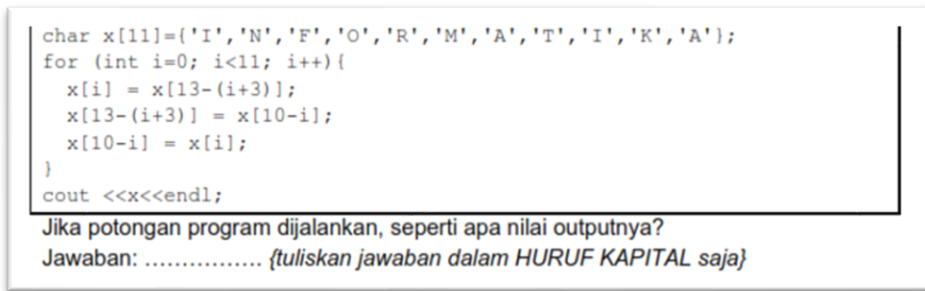 char x[11]={'I','N','F','O','R','M','A','T','I','K','A'};
for (int i=0; i<11; i++){
x[i] = x[13-(i+3)];
x[13-(i+3)] = x[10-i];
x[10-i] = x[i];
}
cout <<x<<endl;
Jika potongan program dijalankan, seperti apa nilai outputnya?
Jawaban: ................ {tuliskan jawaban dalam HURUF KAPITAL saja}